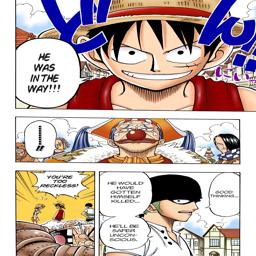 HE
WAS
IN THE
WAY!!!
!!!
YOU'RE
TOO
RECKLESS!
HE WOULD
HAVE
GOTTEN
HIMSELF
KILLED...
HE'LL BE
SAFER
UNCON-
SCIOUS.
GOOD
THINKING...